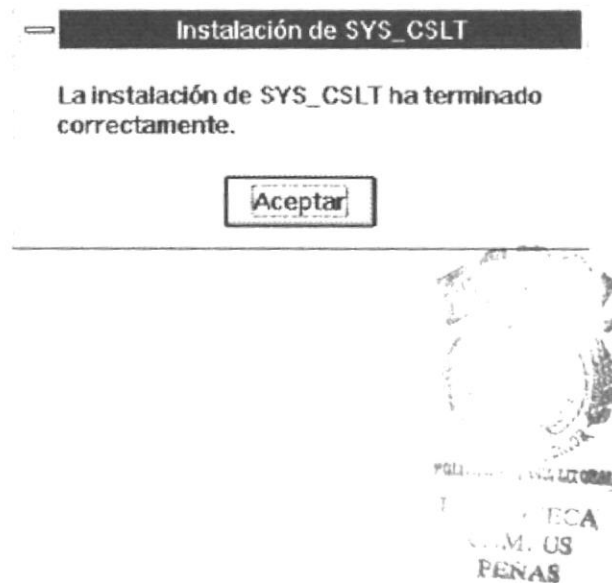 Instalación de SYS_CSLT
La instalación de SYS_CSLT ha terminado
correctamente.
Aceptar
PEÑAS